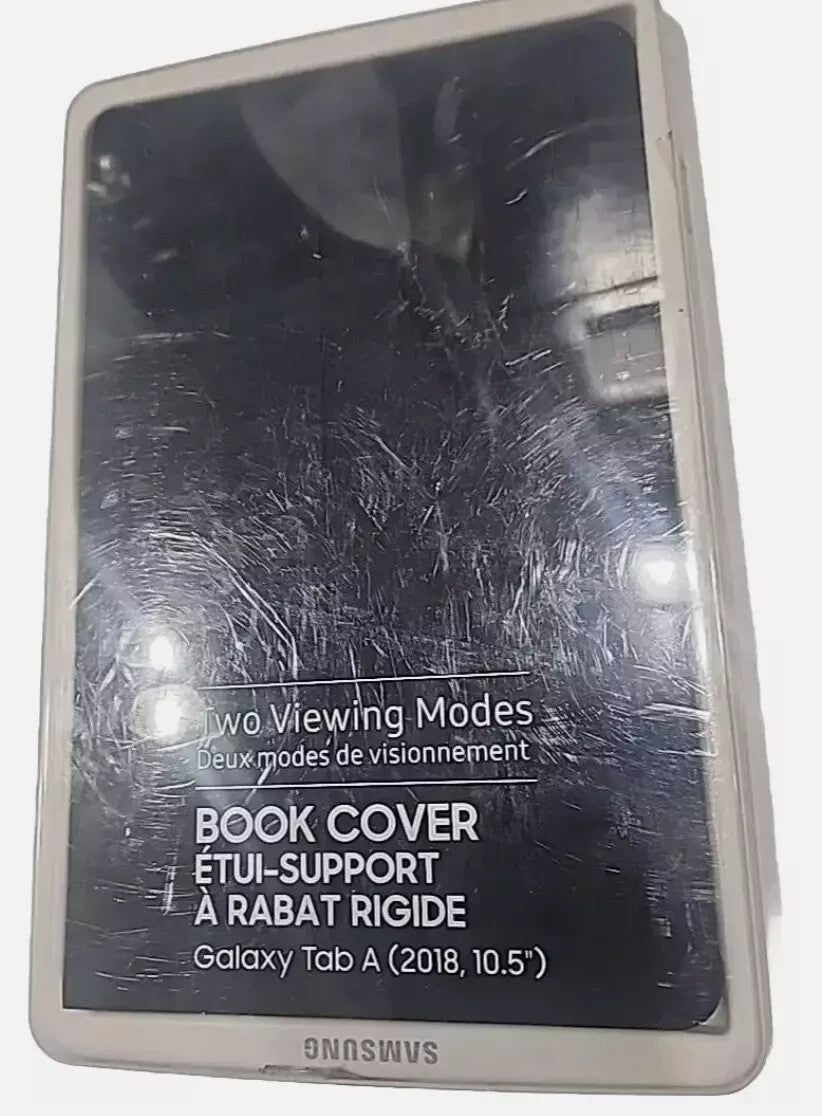 Two Viewing Modes
Deux modes de visionnement
BOOK COVER
ÉTUI-SUPPORT
À RABAT RIGIDE
Galaxy Tab A (2018, 10.5")
SAMSUNG